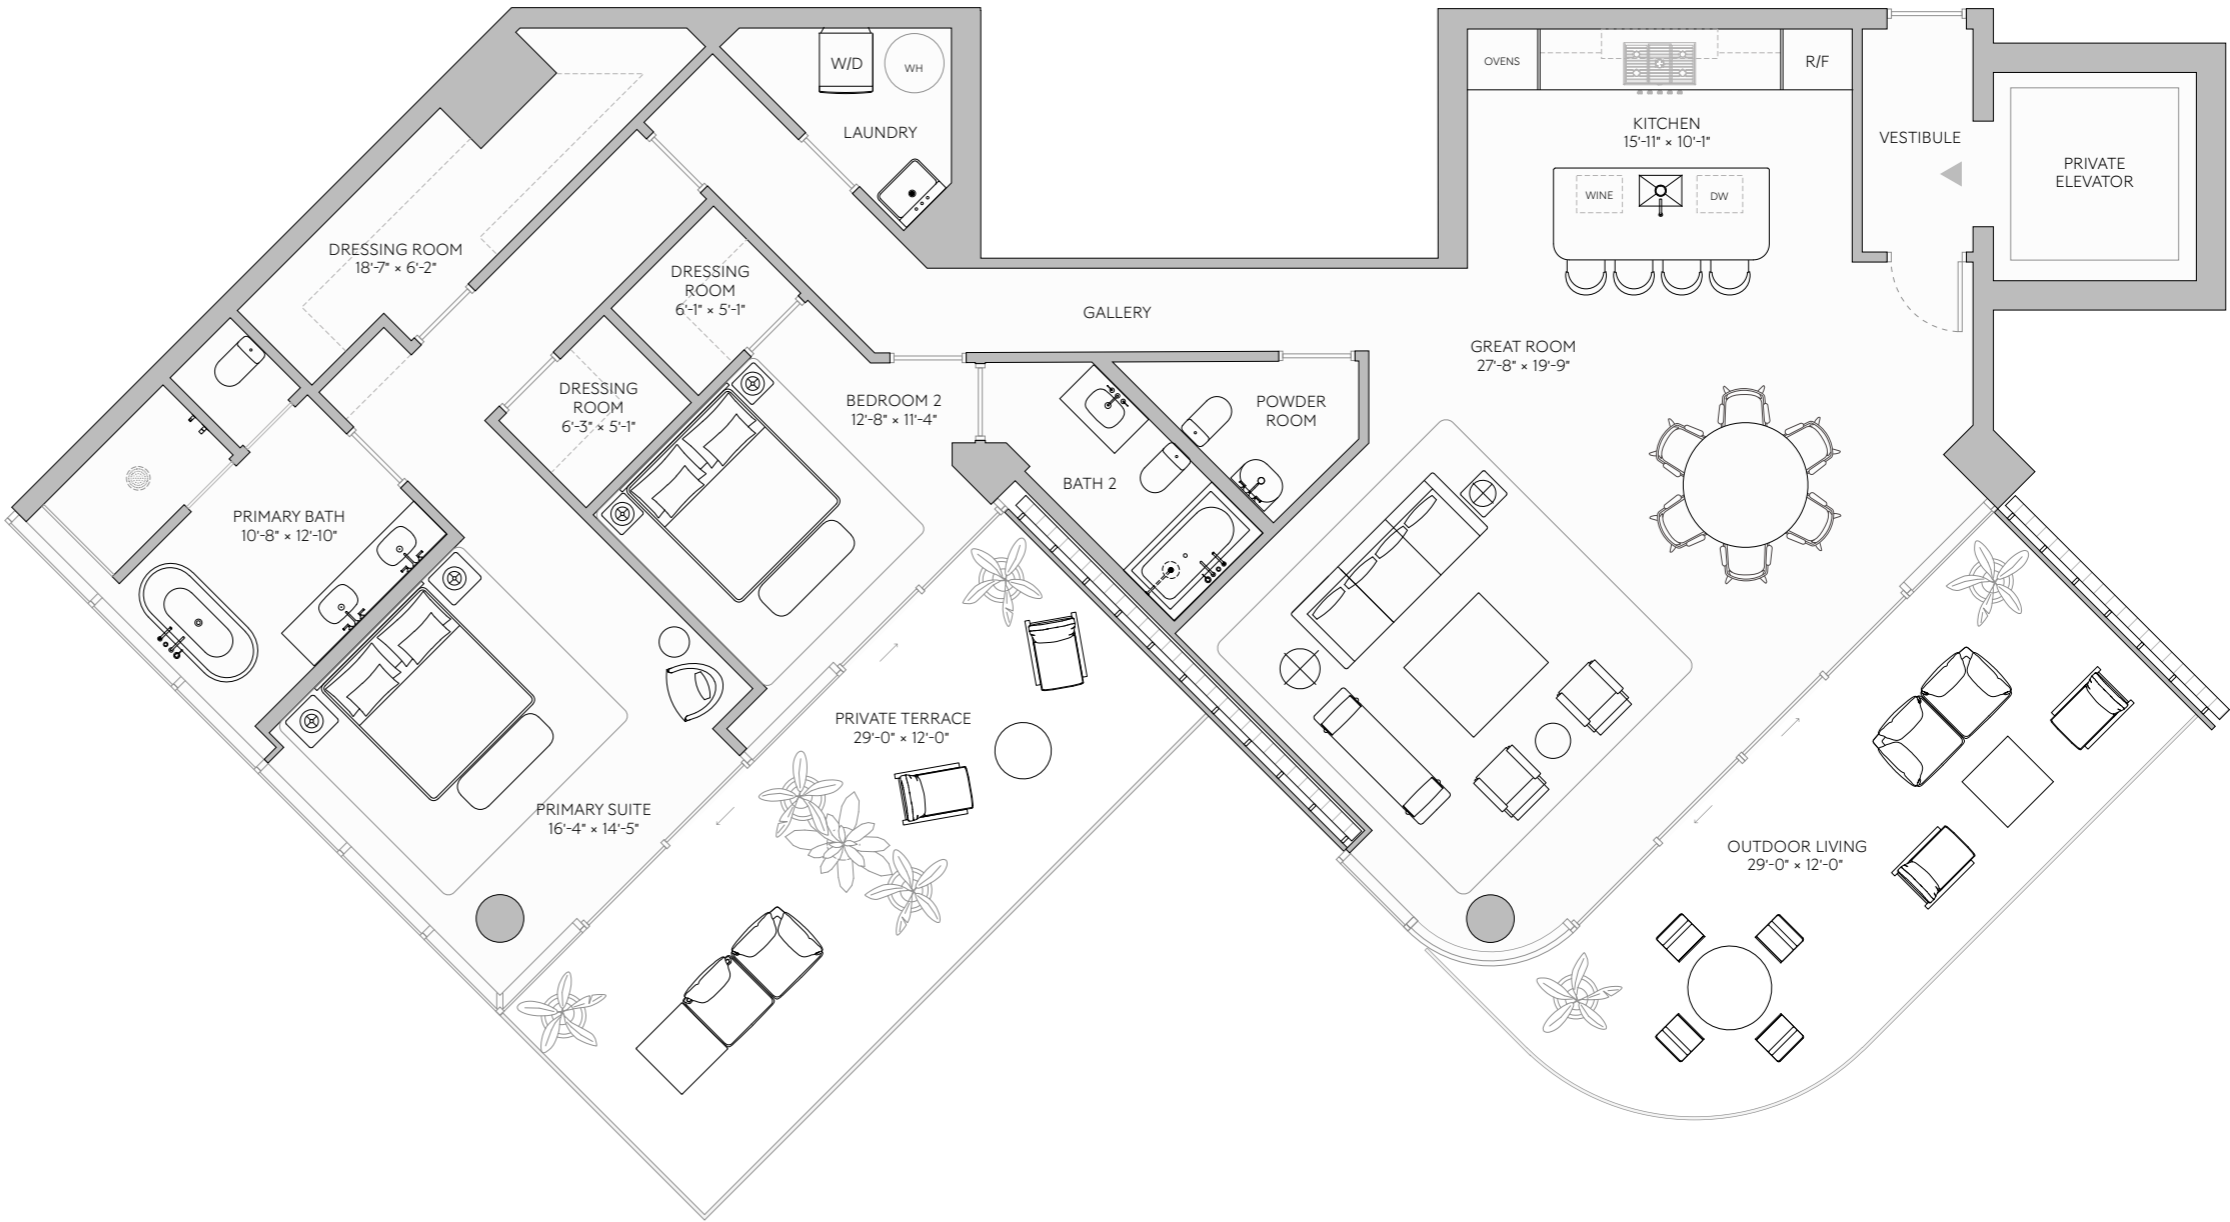 W/D
WH
LAUNDRY
OVENS
R/F
KITCHEN
15'-11" × 10'-1"
VESTIBULE
PRIVATE
ELEVATOR
WINE
DW
DRESSING ROOM
18'-7" × 6'-2"
DRESSING
ROOM
6'-1" × 5'-1"
GALLERY
GREAT ROOM
27'-8" × 19'-9"
DRESSING
ROOM
6'-3" × 5'-1"
BEDROOM 2
12'-8" × 11'-4"
POWDER
ROOM
BATH 2
PRIMARY BATH
10'-8" × 12'-10"
PRIVATE TERRACE
29'-0" × 12'-0"
PRIMARY SUITE
16'-4" × 14'-5"
OUTDOOR LIVING
29'-0" × 12'-0"